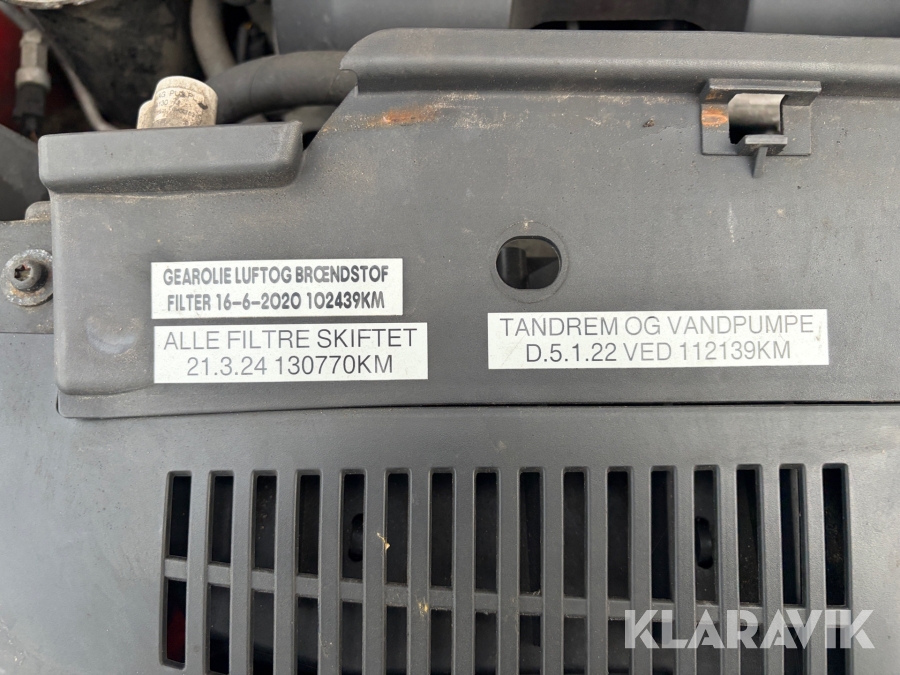 GEAROLIE LUFTOG BRŒNDSTOF
FILTER 16-6-2020 102439KM
ALLE FILTRE SKIFTET
21.3.24 130770KM
TANDREM OG VANDPUMPE
D.5.1.22 VED 112139KM
KLARAVIK